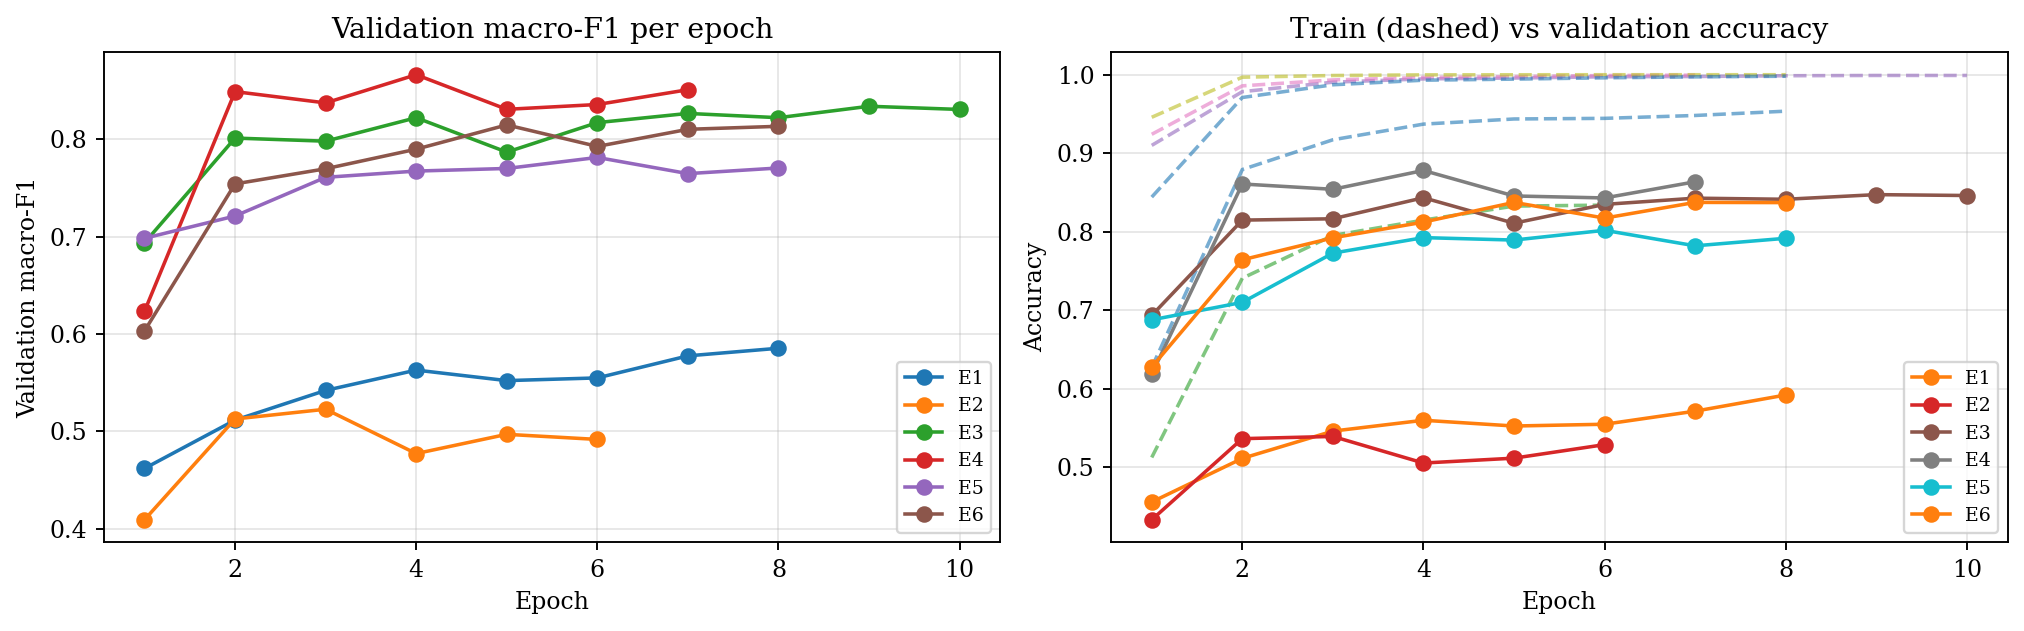 Validation macro-F1 per epoch
Validation macro-F1
0.8
0.7
0.6
0.5
0.4
2 4 6 8 10
Epoch
E1
E2
E3
E4
E5
E6
Train (dashed) vs validation accuracy
Accuracy
1.0
0.9
0.8
0.7
0.6
0.5
2 4 6 8 10
Epoch
E1
E2
E3
E4
E5
E6